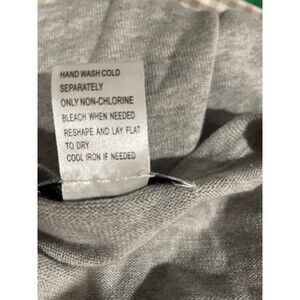 HAND WASH COLD
SEPARATELY
ONLY NON-CHLORINE
BLEACH WHEN NEEDED
RESHAPE AND LAY FLAT
TO DRY
COOL IRON IF NEEDED